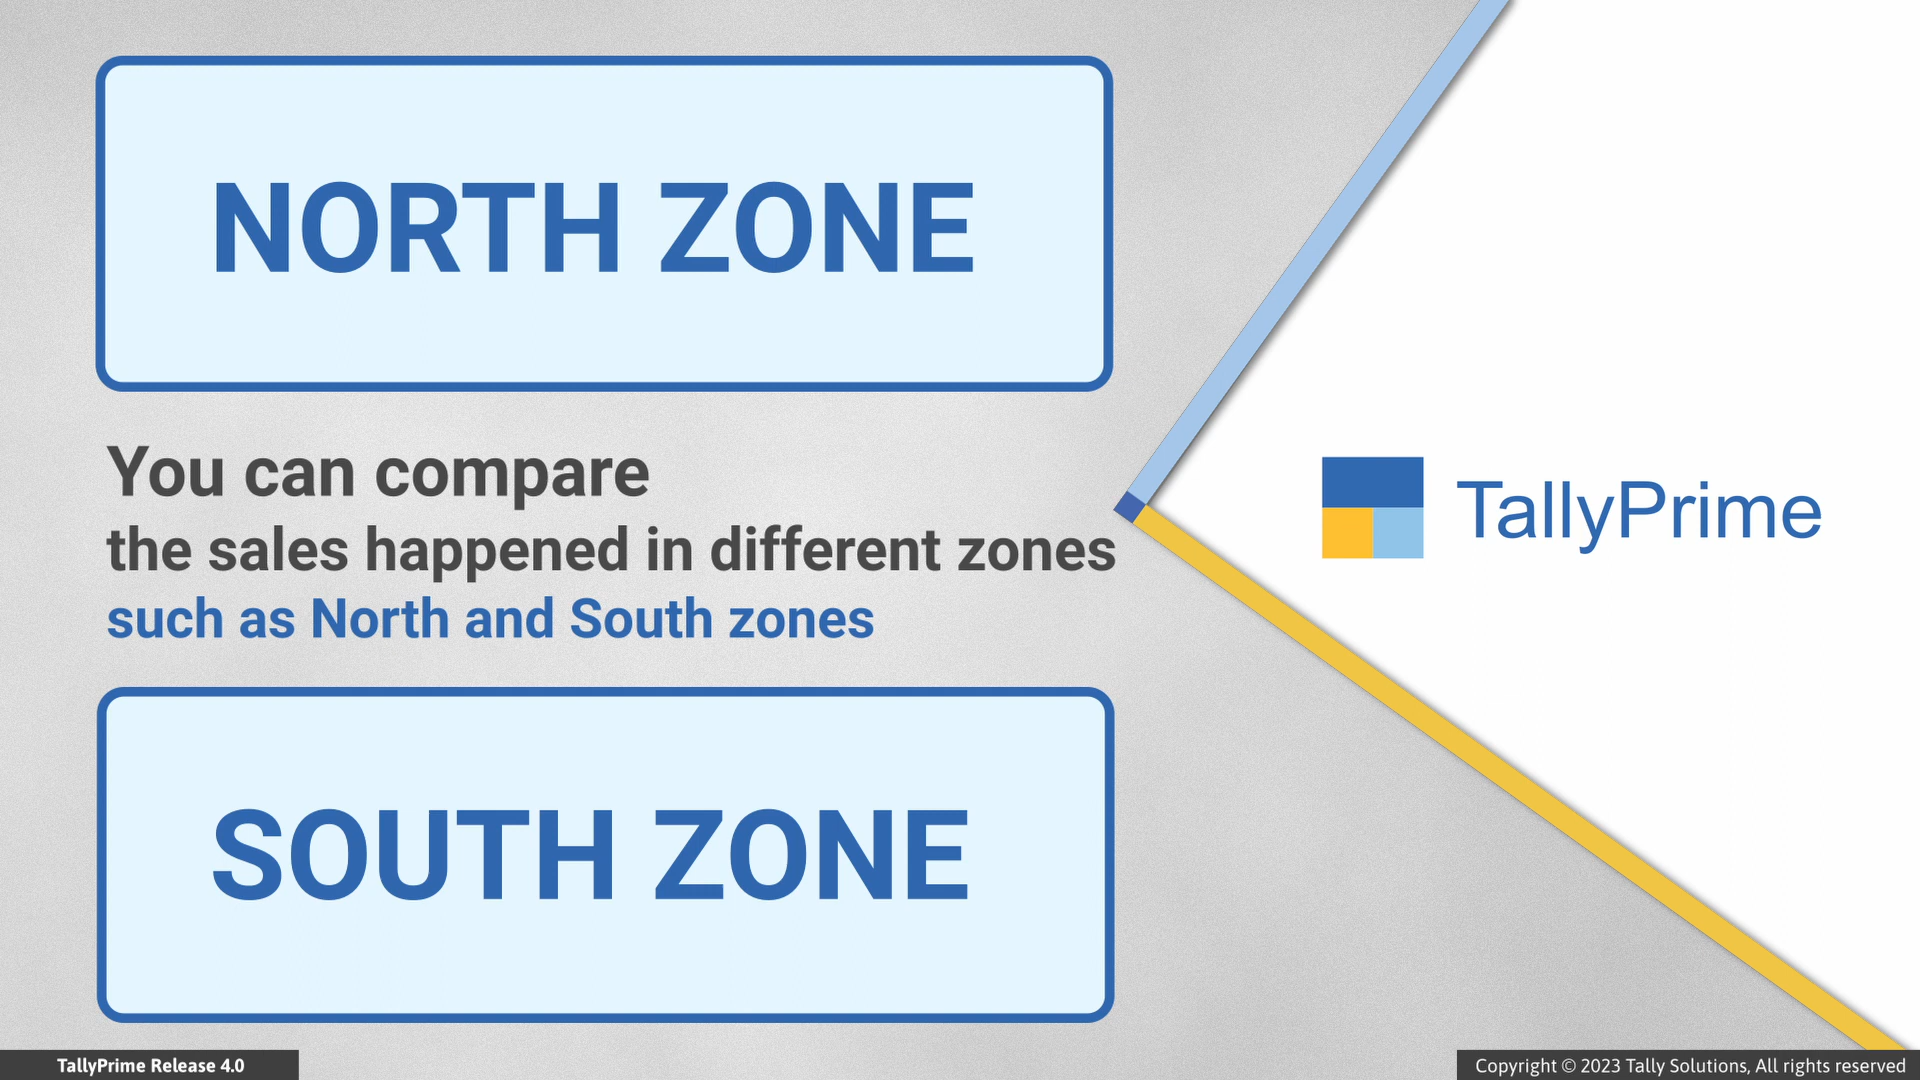 NORTH ZONE
You can compare
the sales happened in different zones
such as North and South zones
TallyPrime
SOUTH ZONE
TallyPrime Release 4.0
Copyright © 2023 Tally Solutions, All rights reserved